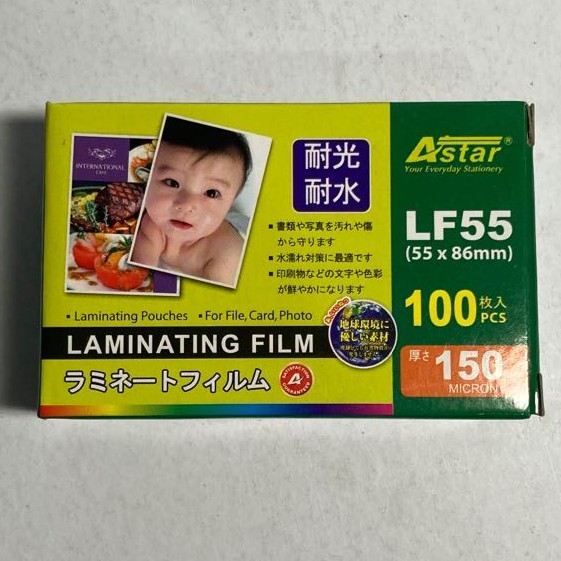 INTERNATIONAL
CAFE
耐光
耐水
■ 書類や写真を汚れや傷
から守ります
■ 水濡れ対策に最適です
■ 印刷物などの文字や色彩
が鮮やかになります
▪ Laminating Pouches ▪ For File, Card, Photo
LAMINATING FILM
ラミネートフィルム
SATISFACTION
A
GUARANTEED
地球環境に
優しい素材
Astar®
Your Everyday Stationery
LF55
(55 x 86mm)
100枚入
PCS
厚さ 150
MICRON